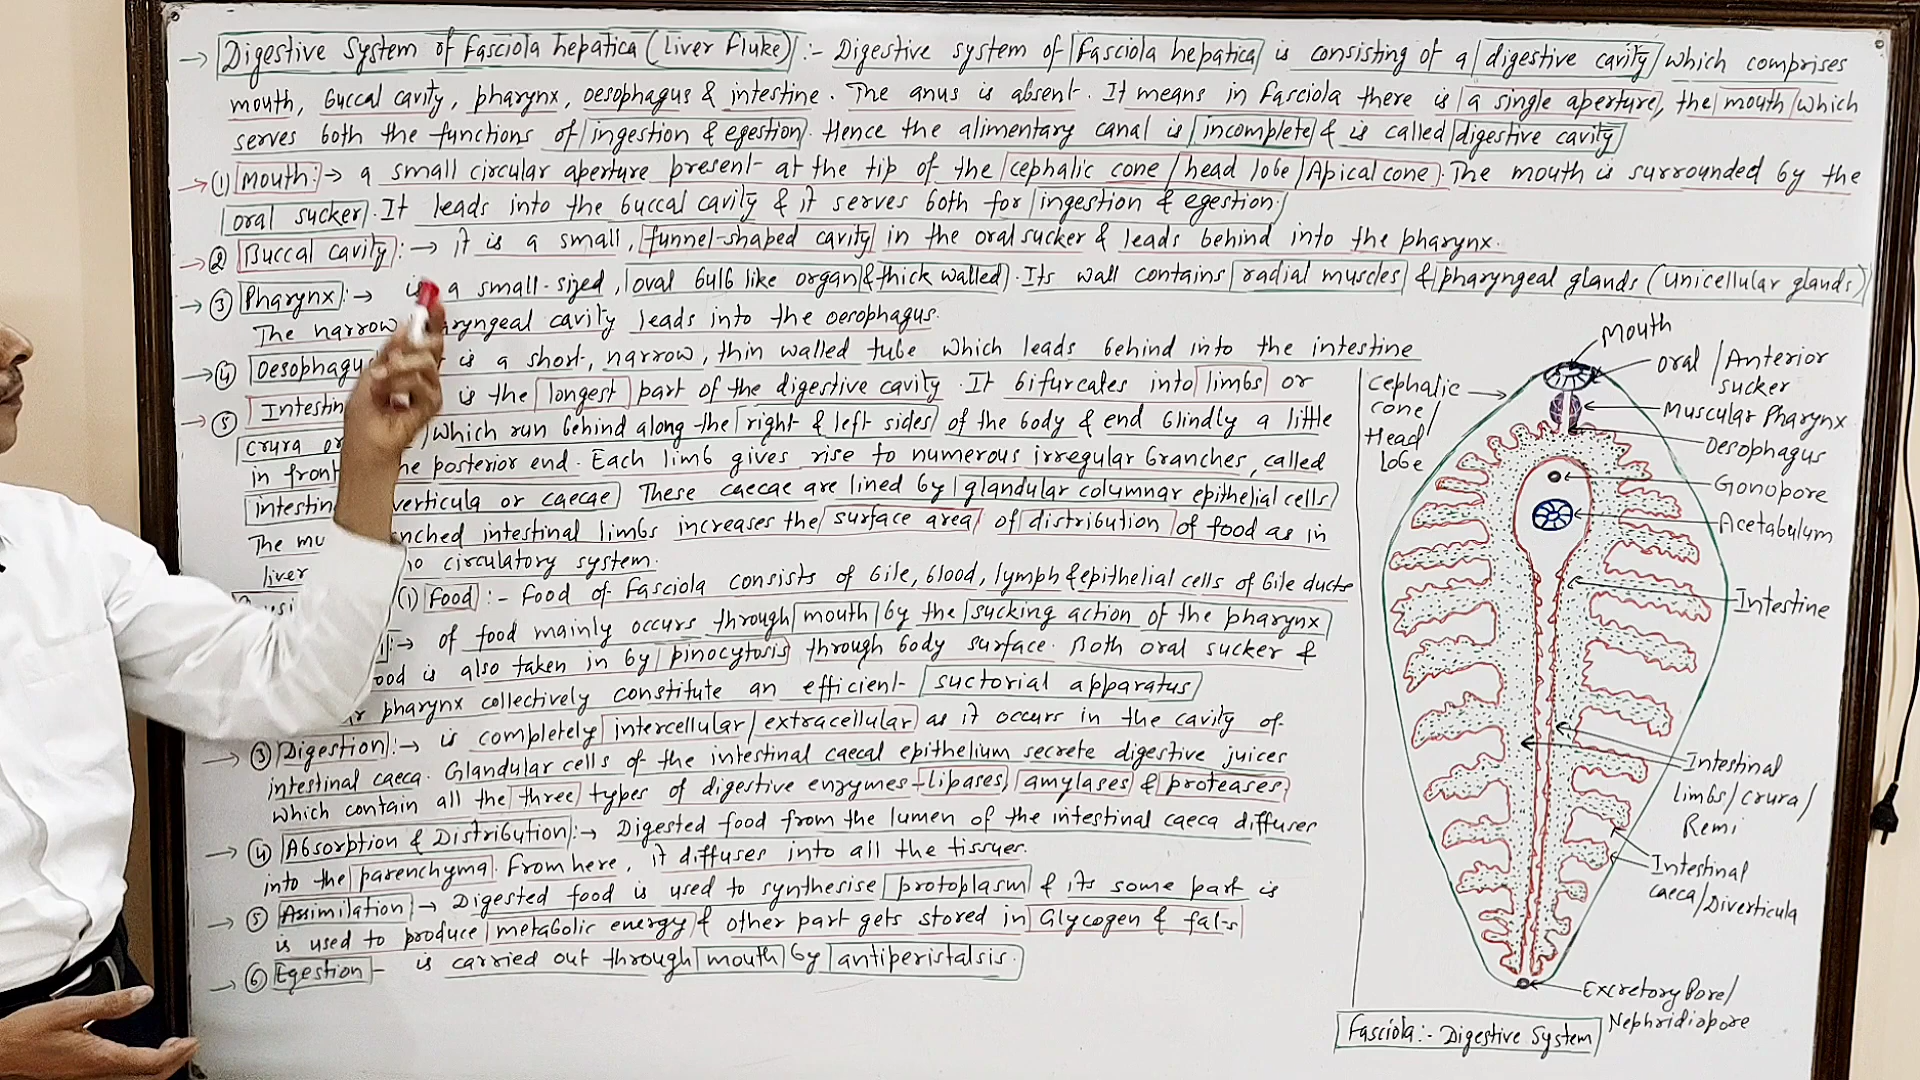 → Digestive System of Fasciola hepatica (Liver Fluke) :- Digestive system of Fasciola hepatica is consisting of a digestive cavity which comprises
mouth, buccal cavity, pharynx, oesophagus & intestine. The anus is absent. It means in Fasciola there is a single aperture, the mouth which
serves both the functions of ingestion & egestion. Hence the alimentary canal is incomplete & is called digestive cavity
→ (1) Mouth:→ a small circular aperture present at the tip of the cephalic cone / head lobe / Apical cone. The mouth is surrounded by the
oral sucker. It leads into the buccal cavity & it serves both for ingestion & egestion.
→ (2) Buccal cavity:→ it is a small, funnel-shaped cavity in the oral sucker & leads behind into the pharynx.
→ (3) Pharynx:→ is a small-sized, oval bulb like organ & thick walled. Its wall contains radial muscles & pharyngeal glands (unicellular glands)
The narrow pharyngeal cavity leads into the oesophagus.
→ (4) is a short, narrow, thin walled tube which leads behind into the intestine
→ (5) is the longest part of the digestive cavity. It bifurcates into limbs or
crura or which run behind along the right & left sides of the body & end blindly a little
in front posterior end. Each limb gives rise to numerous irregular branches, called
verticula or caecae) These caecae are lined by glandular columnar epithelial cells
The intestinal limbs increases the surface area of distribution of food as in
liver circulatory system.
(1) Food :- Food of Fasciola consists of bile, blood, lymph & epithelial cells of bile ducts
:→ of food mainly occurs through mouth by the sucking action of the pharynx
is also taken in by pinocytosis through body surface. Both oral sucker &
pharynx collectively constitute an efficient suctorial apparatus
→ (3) Digestion:→ is completely intercellular / extracellular as it occurs in the cavity of
intestinal caeca. Glandular cells of the intestinal caecal epithelium secrete digestive juices
which contain all the three types of digestive enzymes - lipases, amylases & proteases.
→ (4) Absorption & Distribution:→ Digested food from the lumen of the intestinal caeca diffuses
into the parenchyma. From here, it diffuses into all the tissues.
→ (5) Assimilation → Digested food is used to synthesise protoplasm & its some part is
is used to produce metabolic energy & other part gets stored in Glycogen & fats
→ (6) Egestion - is carried out through mouth by antiperistalsis.
Mouth
oral / Anterior
sucker
Cephalic
cone /
Head
Lobe
Muscular Pharynx
Oesophagus
Gonopore
Acetabulum
Intestine
Intestinal
limbs / crura /
Remi
Intestinal
caeca / Diverticula
Excretory Pore /
Nephridiopore
Fasciola:- Digestive System